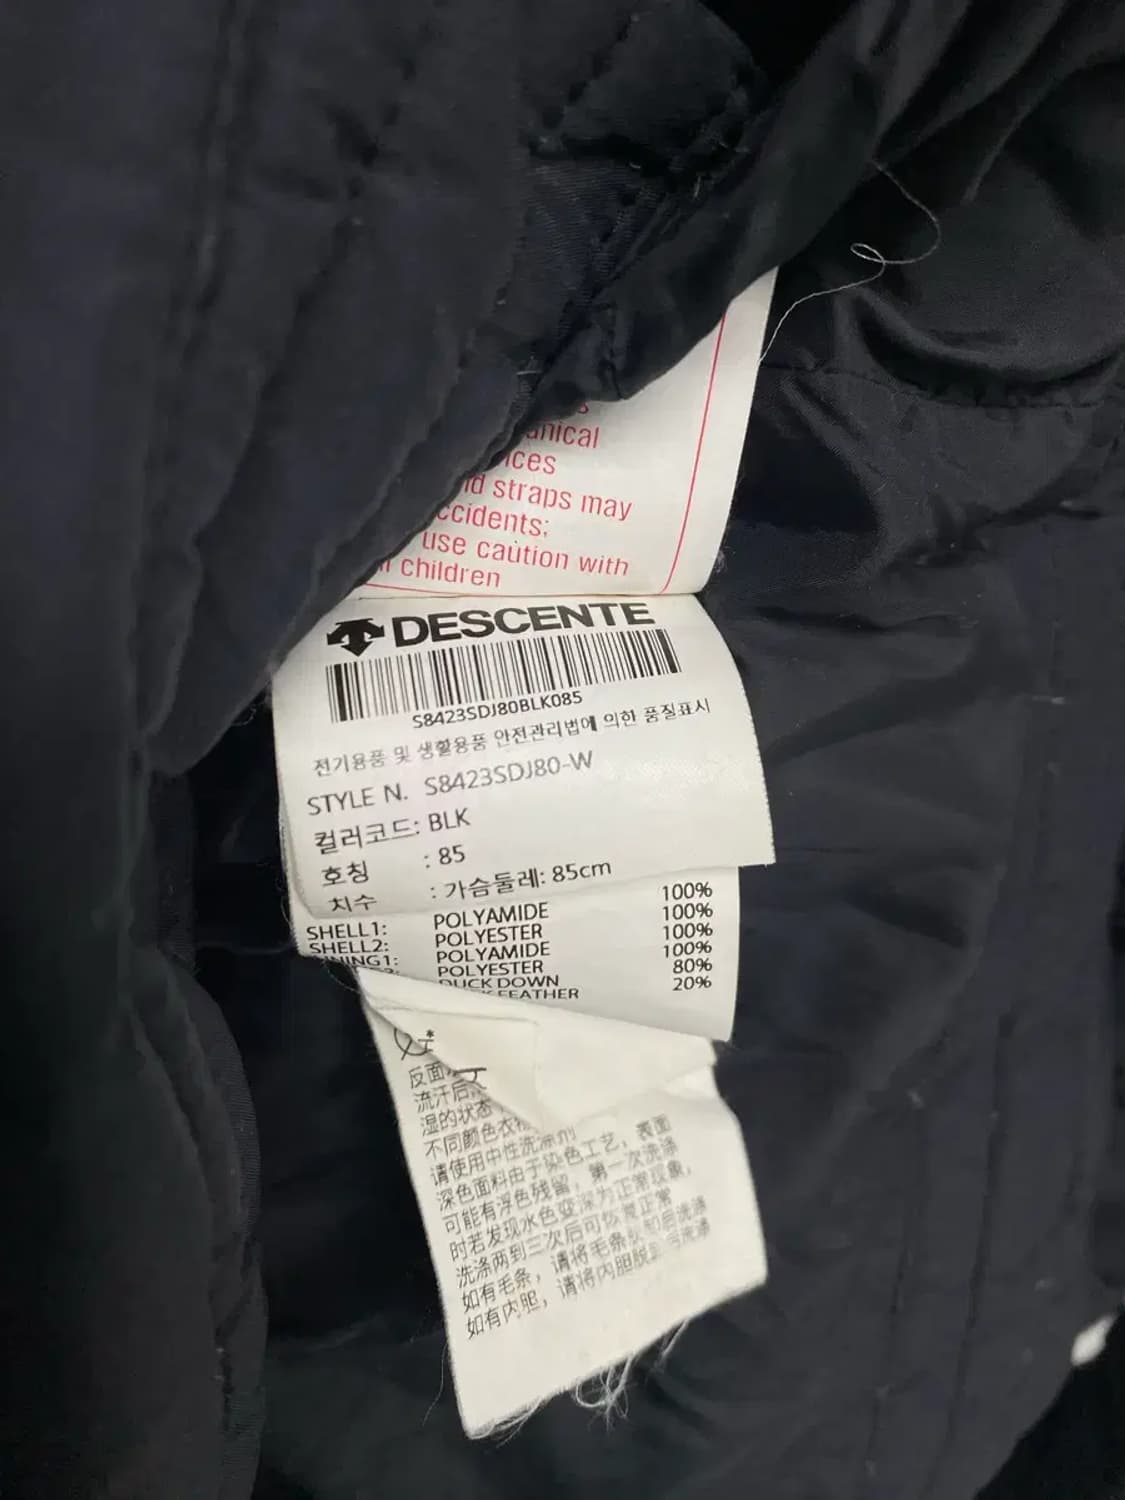 straps may
use caution with
children
DESCENTE
S8423SDJ80BLK085
전기용품 및 생활용품 안전관리법에 의한 품질표시
STYLE N. S8423SDJ80-W
컬러코드: BLK
호칭 : 85
치수 : 가슴둘레: 85cm
100%
SHELL1: POLYAMIDE 100%
SHELL2: POLYESTER 100%
POLYAMIDE 100%
POLYESTER 80%
DUCK DOWN 20%
FEATHER
反面
流汗后
湿的状态
不同颜色衣
请使用中性洗涤剂
深色面料由于染色工艺，表面
可能有浮色残留，第一次洗涤
时若发现水色变深为正常现象，
洗涤两到三次后可恢复正常
如有毛条，请将毛条
如有内胆，请将内胆脱